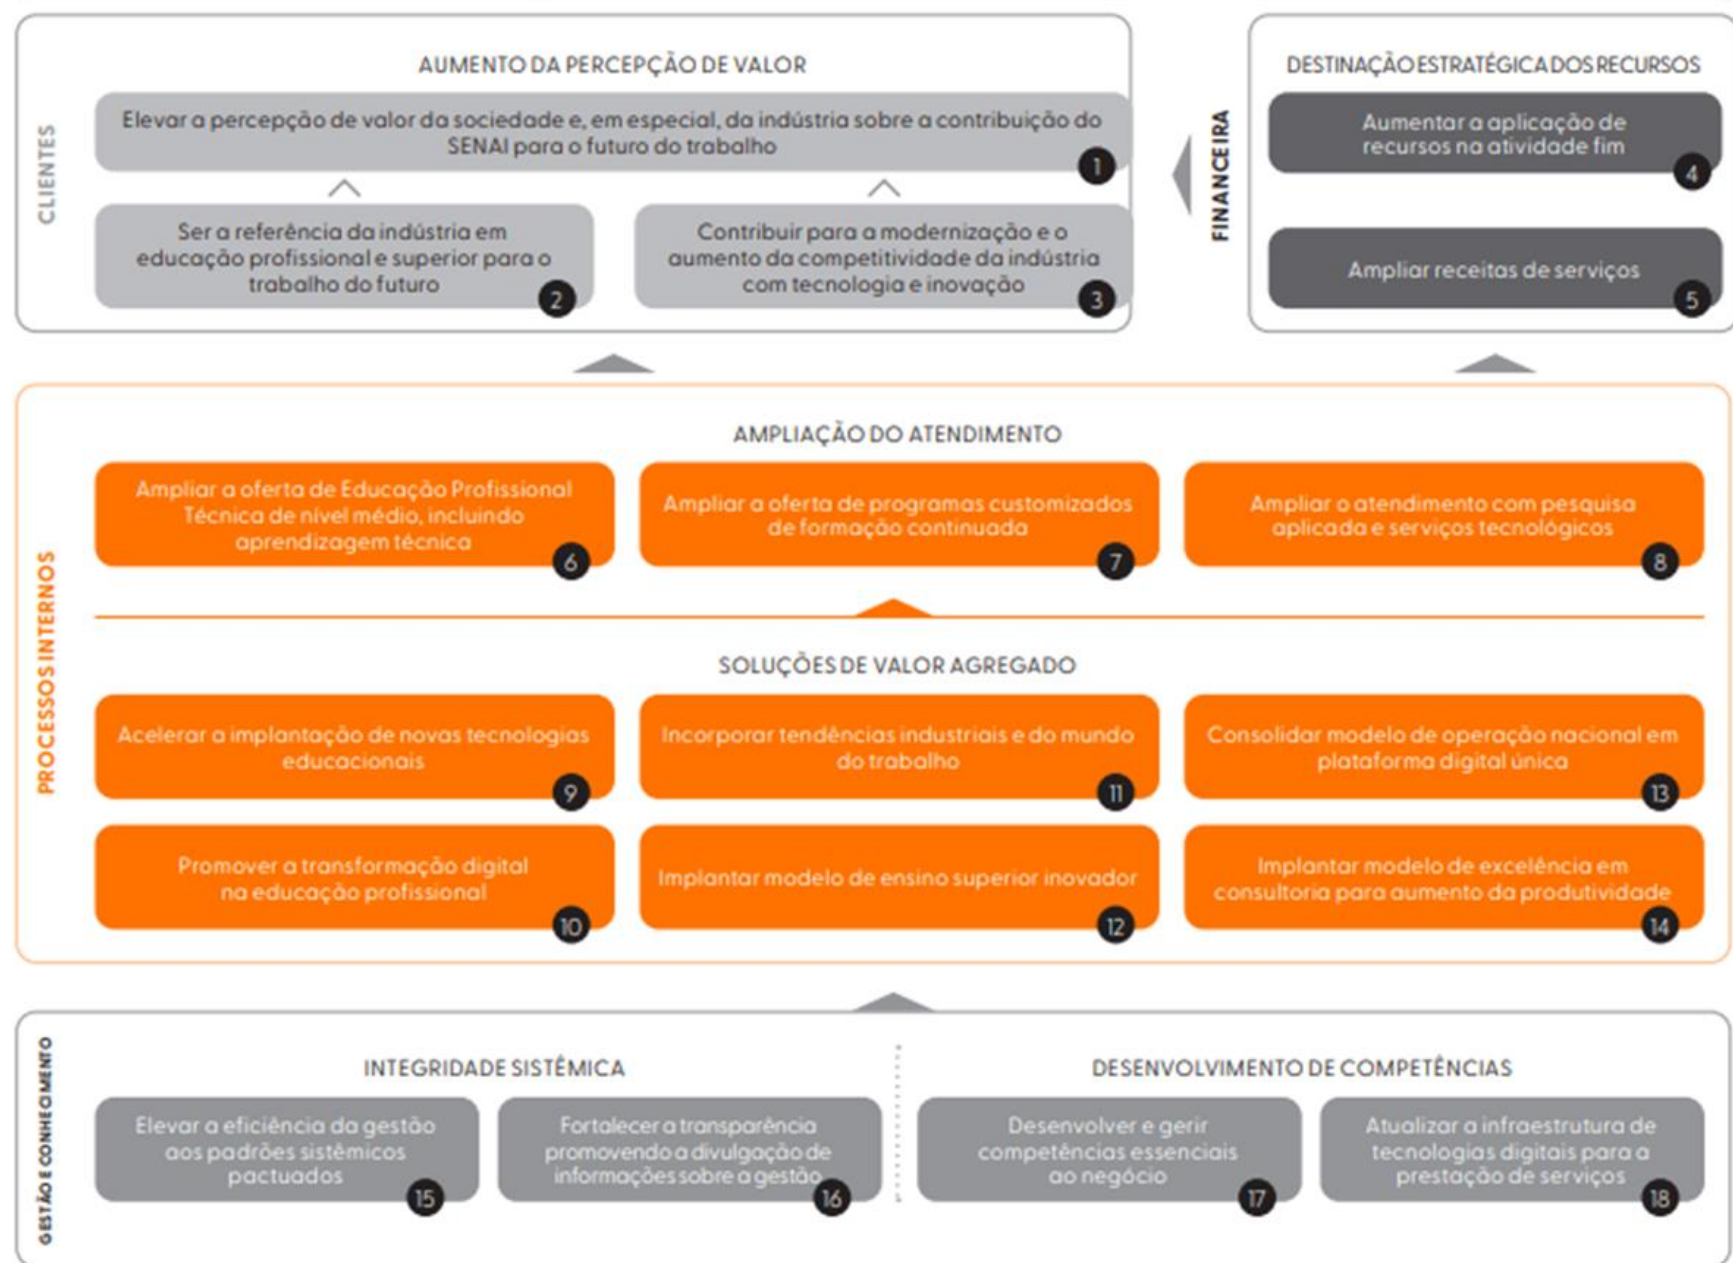 CLIENTES
AUMENTO DA PERCEPÇÃO DE VALOR
Elevar a percepção de valor da sociedade e, em especial, da indústria sobre a contribuição do
SENAI para o futuro do trabalho
1
Ser a referência da indústria em
educação profissional e superior para o
trabalho do futuro
2
Contribuir para a modernização e o
aumento da competitividade da indústria
com tecnologia e inovação
3
FINANCEIRA
DESTINAÇÃO ESTRATÉGICA DOS RECURSOS
Aumentar a aplicação de
recursos na atividade fim
4
Ampliar receitas de serviços
5
PROCESSOS INTERNOS
AMPLIAÇÃO DO ATENDIMENTO
Ampliar a oferta de Educação Profissional
Técnica de nível médio, incluindo
aprendizagem técnica
6
Ampliar a oferta de programas customizados
de formação continuada
7
Ampliar o atendimento com pesquisa
aplicada e serviços tecnológicos
8
SOLUÇÕES DE VALOR AGREGADO
Acelerar a implantação de novas tecnologias
educacionais
9
Incorporar tendências industriais e do mundo
do trabalho
11
Consolidar modelo de operação nacional em
plataforma digital única
13
Promover a transformação digital
na educação profissional
10
Implantar modelo de ensino superior inovador
12
Implantar modelo de excelência em
consultoria para aumento da produtividade
14
GESTÃO E CONHECIMENTO
INTEGRIDADE SISTÊMICA
Elevar a eficiência da gestão
aos padrões sistêmicos
pactuados
15
Fortalecer a transparência
promovendo a divulgação de
informações sobre a gestão
16
DESENVOLVIMENTO DE COMPETÊNCIAS
Desenvolver e gerir
competências essenciais
ao negócio
17
Atualizar a infraestrutura de
tecnologias digitais para a
prestação de serviços
18